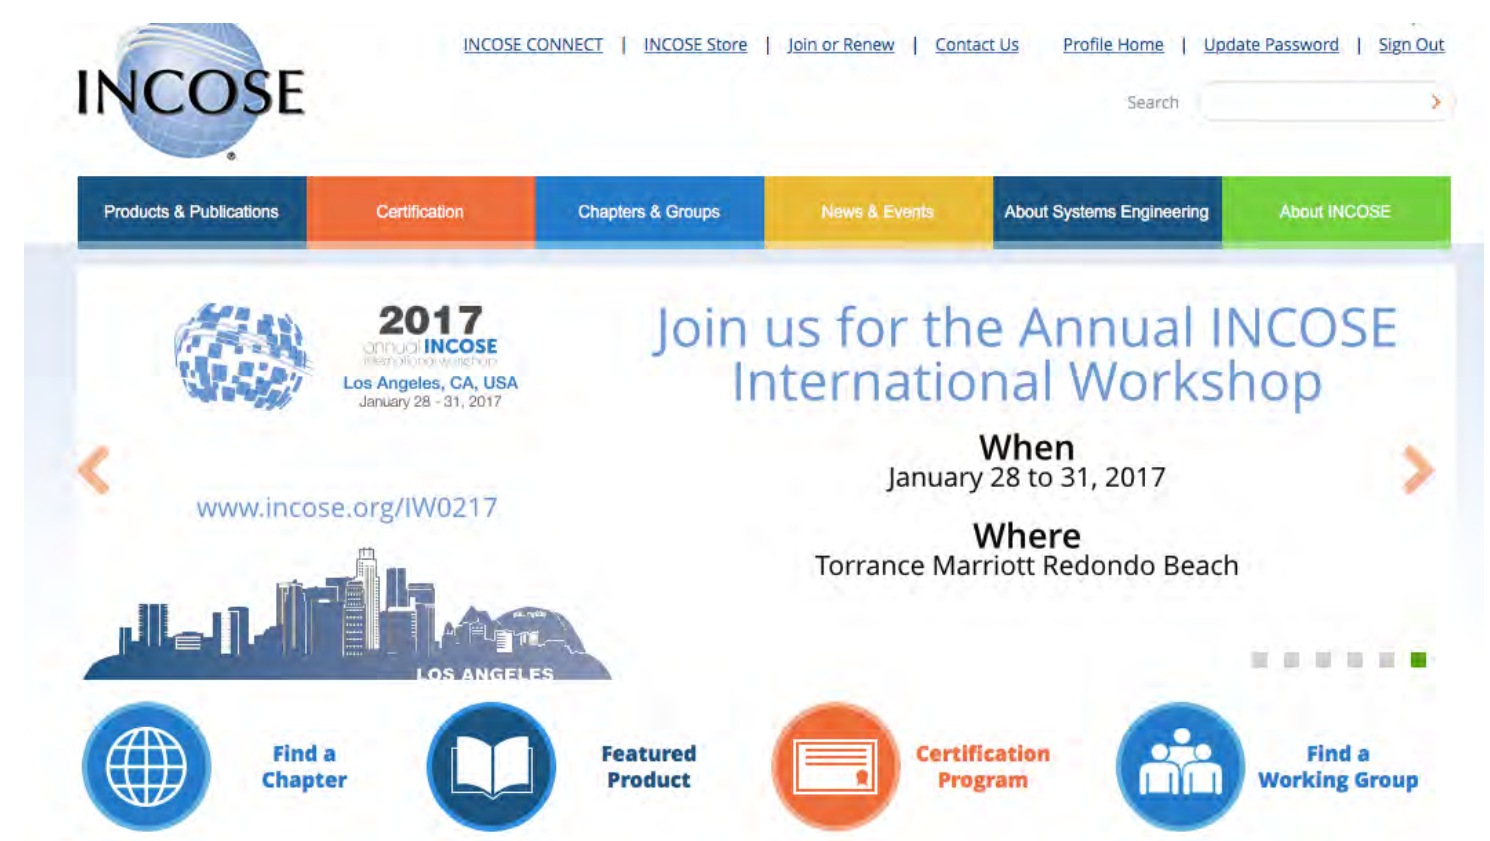 INCOSE
®
INCOSE CONNECT | INCOSE Store | Join or Renew | Contact Us
Profile Home | Update Password | Sign Out
Search
Products & Publications
Certification
Chapters & Groups
News & Events
About Systems Engineering
About INCOSE
2017
annual INCOSE
international workshop
Los Angeles, CA, USA
January 28 - 31, 2017
www.incose.org/IW0217
LOS ANGELES
Join us for the Annual INCOSE
International Workshop
When
January 28 to 31, 2017
Where
Torrance Marriott Redondo Beach
Find a
Chapter
Featured
Product
Certification
Program
Find a
Working Group